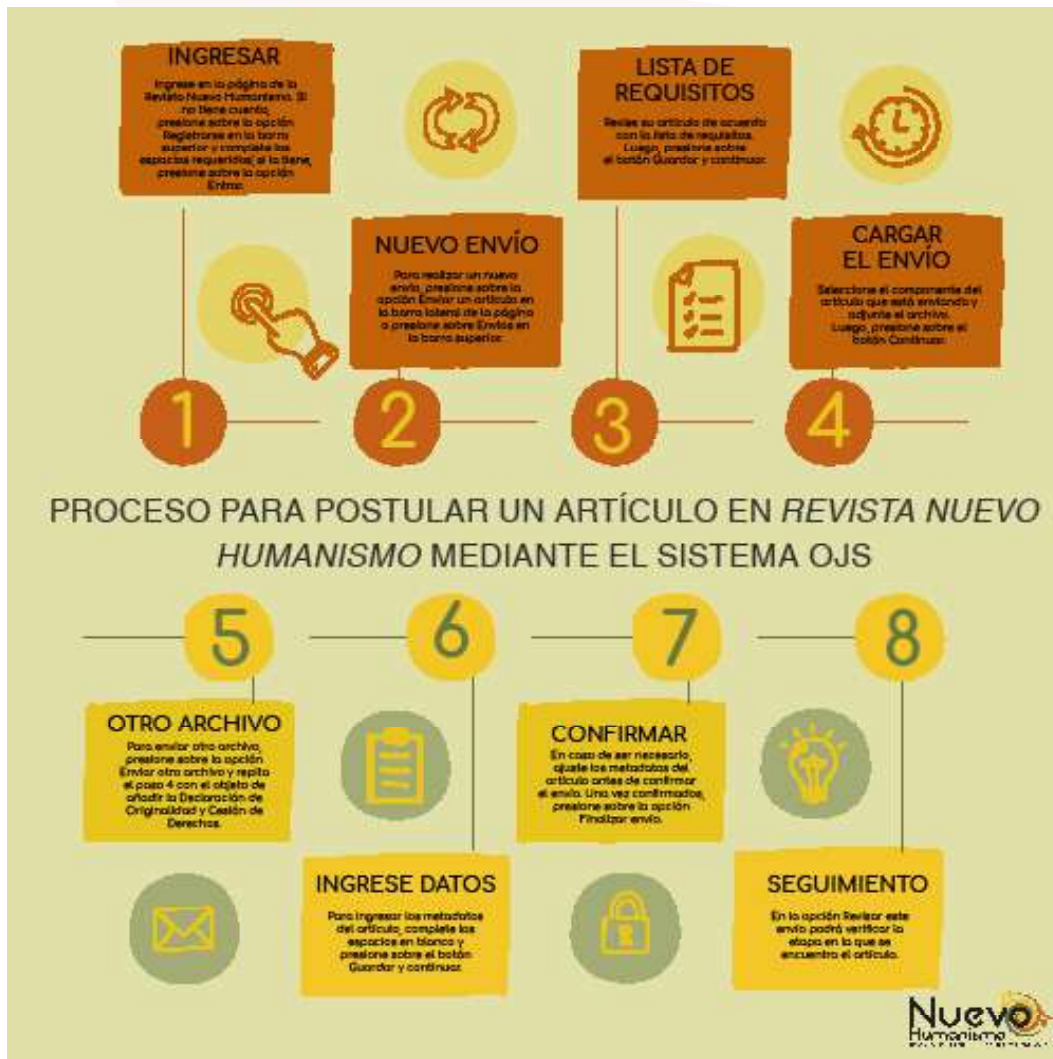 INGRESAR
Ingrese en la página de la
Revista Nuevo Humanismo. Si
no tiene cuenta,
presione sobre la opción
Registrarse en la barra
superior y complete los
espacios requeridos; si la tiene,
presione sobre la opción
Entrar.
NUEVO ENVÍO
Para realizar un nuevo
envío, presione sobre la
opción Enviar un artículo en
la barra lateral de la página
o presione sobre Envíos en
la barra superior.
LISTA DE
REQUISITOS
Revise su artículo de acuerdo
con la lista de requisitos.
Luego, presione sobre
el botón Guardar y continuar.
CARGAR
EL ENVÍO
Seleccione el componente del
artículo que está enviando y
adjunte el archivo.
Luego, presione sobre el
botón Continuar.
1
2
3
4
PROCESO PARA POSTULAR UN ARTÍCULO EN REVISTA NUEVO
HUMANISMO MEDIANTE EL SISTEMA OJS
5
6
7
8
OTRO ARCHIVO
Para enviar otro archivo,
presione sobre la opción
Enviar otro archivo y repita
el paso 4 con el objeto de
añadir la Declaración de
Originalidad y Cesión de
Derechos.
INGRESE DATOS
Para ingresar los metadatos
del artículo, complete los
espacios en blanco y
presione sobre el botón
Guardar y continuar.
CONFIRMAR
En caso de ser necesario,
ajuste los metadatos del
artículo antes de confirmar
el envío. Una vez confirmados,
presione sobre la opción
Finalizar envío.
SEGUIMIENTO
En la opción Revisar este
envío podrá verificar la
etapa en la que se
encuentra el artículo.
Nuevo
Humanismo